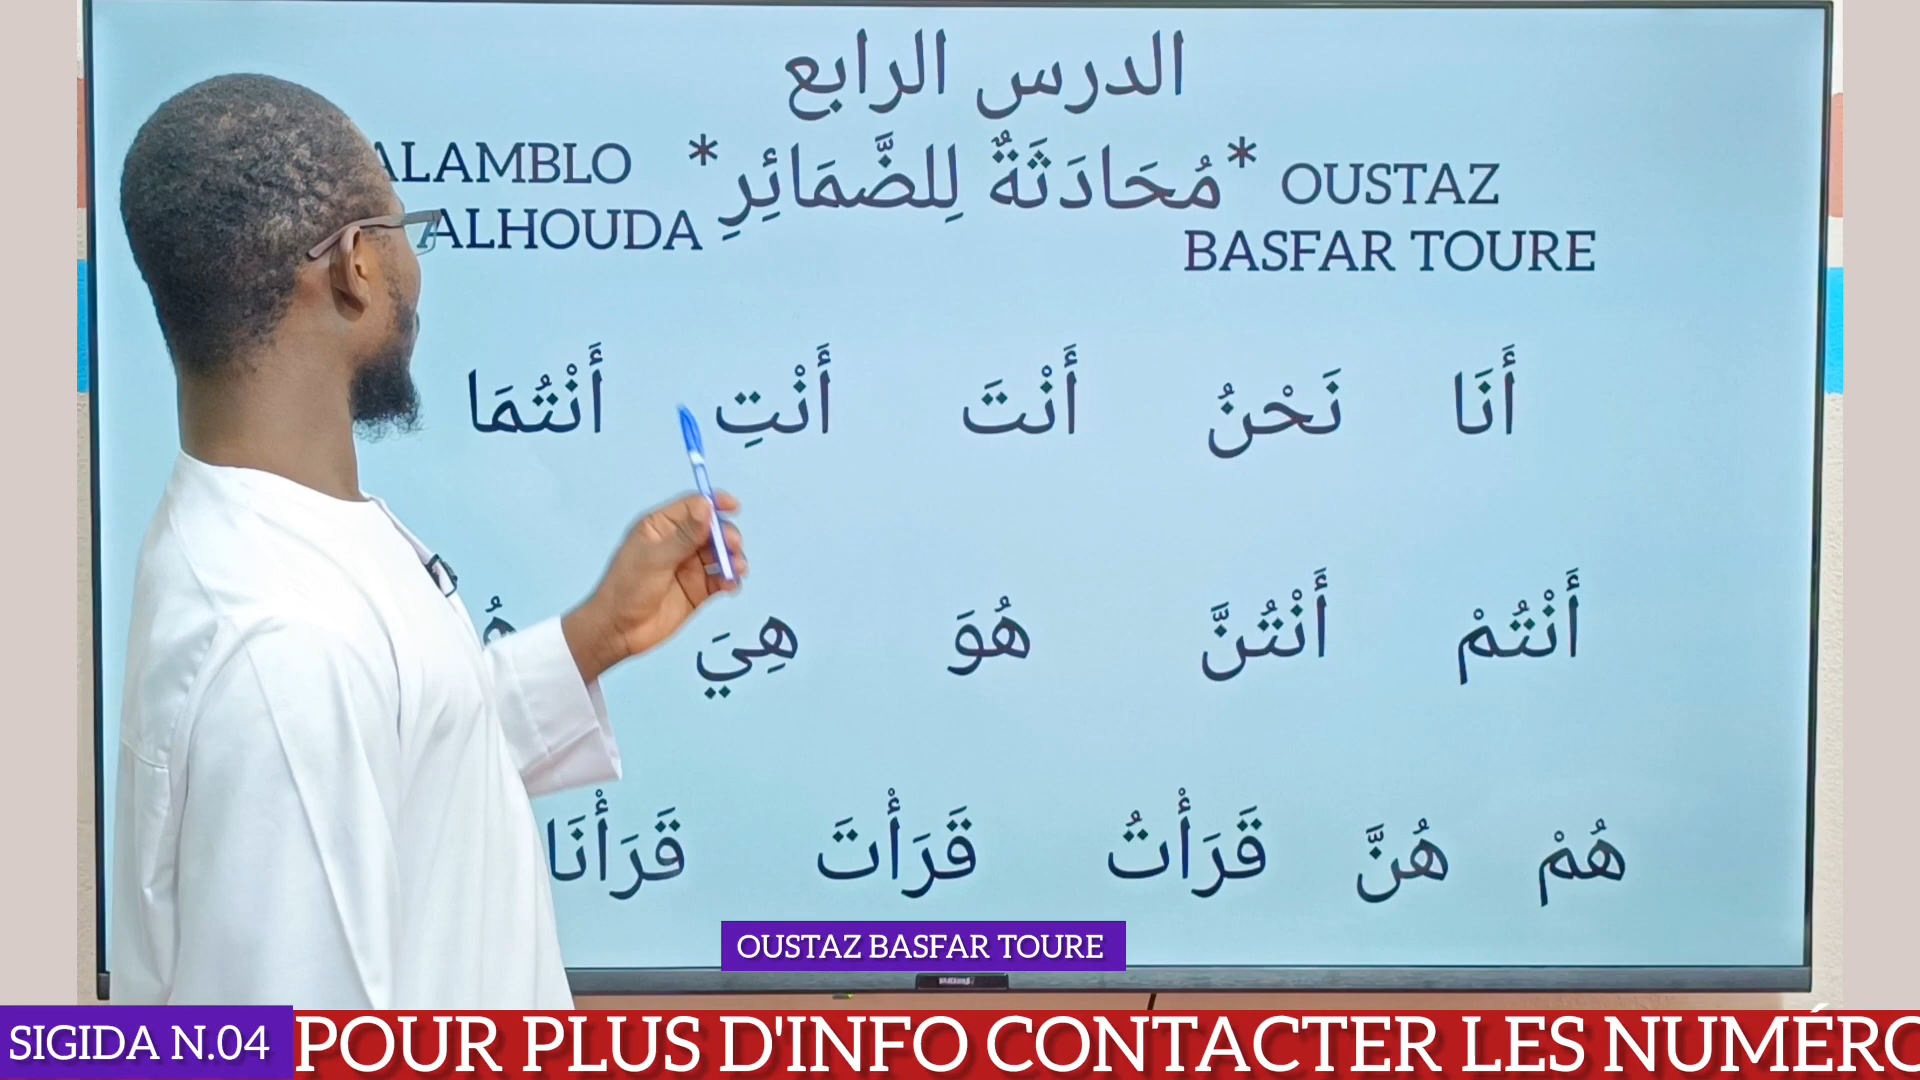 الدرس الرابع
*مُحَادَثَةٌ لِلضَّمَائِرِ*
ALAMBLO
ALHOUDA
OUSTAZ
BASFAR TOURE
أَنَا نَحْنُ أَنْتَ أَنْتِ أَنْتُمَا
أَنْتُمْ أَنْتُنَّ هُوَ هِيَ
هُمْ هُنَّ قَرَأْتُ قَرَأْتَ قَرَأْنَا
OUSTAZ BASFAR TOURE
SIGIDA N.04
POUR PLUS D'INFO CONTACTER LES NUMÉRO